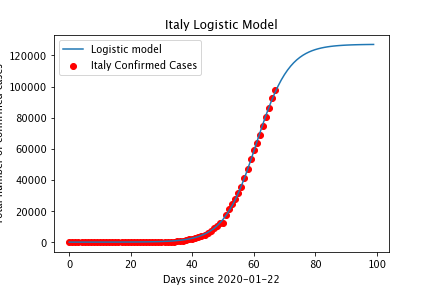 Italy Logistic Model
Logistic model
Italy Confirmed Cases
120000
100000
80000
60000
40000
20000
0
0 20 40 60 80 100
Days since 2020-01-22